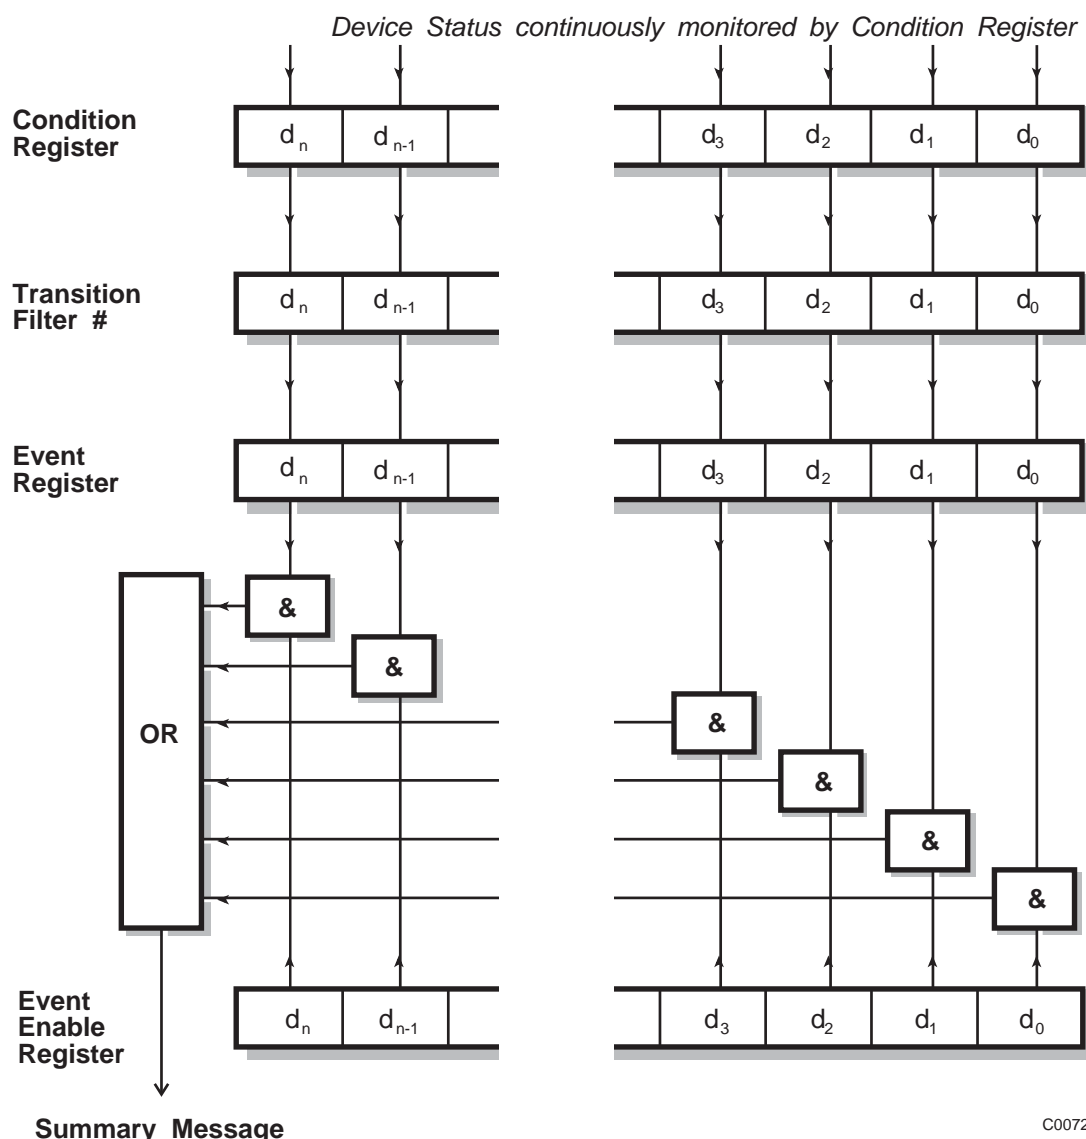 Device Status continuously monitored by Condition Register
Condition
Register
d n d n-1 d3 d2 d1 d0
Transition
Filter #
d n d n-1 d3 d2 d1 d0
Event
Register
d n d n-1 d3 d2 d1 d0
&
&
&
OR
&
&
&
Event
Enable
Register
dn dn-1 d3 d2 d1 d0
Summary Message
C0072